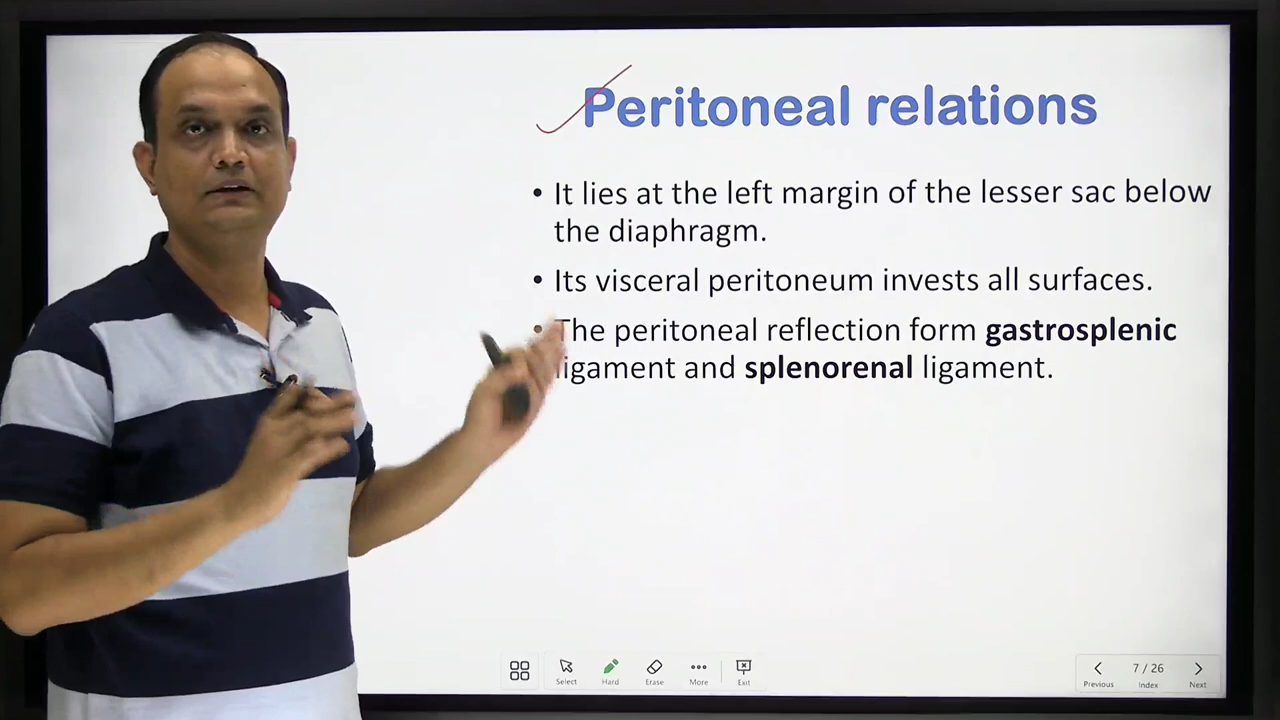 Peritoneal relations
• It lies at the left margin of the lesser sac below
the diaphragm.
• Its visceral peritoneum invests all surfaces.
• The peritoneal reflection form gastrosplenic
ligament and splenorenal ligament.
Select Hard Erase More Exit
7 / 26
Previous Index Next